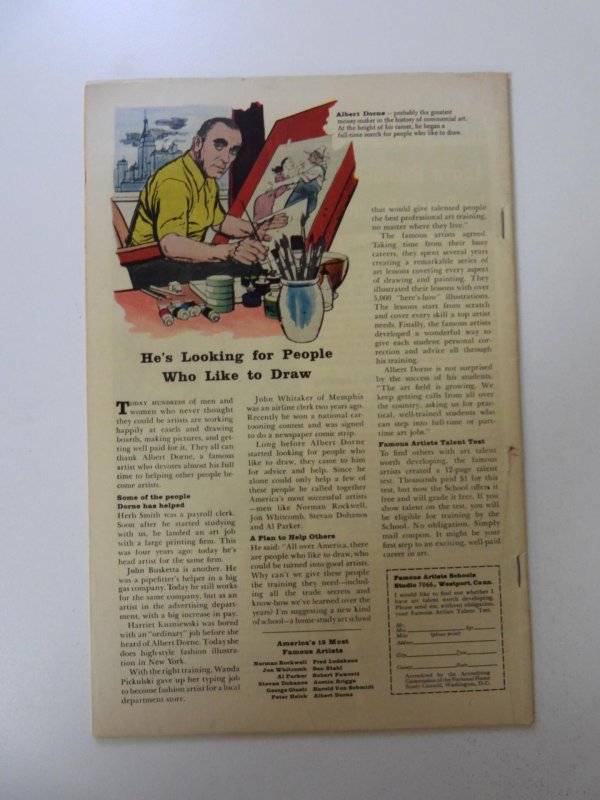 Albert Dorne – probably the greatest
money-maker in the history of commercial art.
At the height of his career, he began a
full-time search for people who like to draw.
He's Looking for People
Who Like to Draw
TODAY HUNDREDS of men and
women who never thought
they could be artists are working
happily at easels and drawing
boards, making pictures, and get-
ting well paid for it. They all can
thank Albert Dorne, a famous
artist who devotes almost his full
time to helping other people be-
come artists.
Some of the people
Dorne has helped
Herb Smith was a payroll clerk.
Soon after he started studying
with us, he landed an art job
with a large printing firm. This
was four years ago: today he's
head artist for the same firm.
John Busketta is another. He
was a pipefitter's helper in a big
gas company. Today he still works
for the same company, but as an
artist in the advertising depart-
ment, with a big increase in pay.
Harriet Kuzniewski was bored
with an "ordinary" job before she
heard of Albert Dorne. Today she
does high-style fashion illustra-
tion in New York.
With the right training, Wanda
Pickulski gave up her typing job
to become fashion artist for a local
department store.
John Whitaker of Memphis
was an airline clerk two years ago.
Recently he won a national car-
tooning contest and was signed
to do a newspaper comic strip.
Long before Albert Dorne
started looking for people who
like to draw, they came to him
for advice and help. Since he
alone could only help a few of
these people he called together
America's most successful artists
—men like Norman Rockwell,
Jon Whitcomb, Stevan Dohanos
and Al Parker.
A Plan to Help Others
He said: "All over America, there
are people who like to draw, who
could be turned into good artists.
Why can't we give these people
the training they need—includ-
ing all the trade secrets and
know-how we've learned over the
years? I'm suggesting a new kind
of school—a home-study art school
America's 12 Most
Famous Artists
Norman Rockwell Fred Ludekens
Jon Whitcomb Ben Stahl
Al Parker Robert Fawcett
Stevan Dohanos Austin Briggs
George Giusti Harold Von Schmidt
Peter Helck Albert Dorne
that would give talented people
the best professional art training,
no matter where they live."
The famous artists agreed.
Taking time from their busy
careers, they spent several years
creating a remarkable series of
art lessons covering every aspect
of drawing and painting. They
illustrated their lessons with over
5,000 "here's-how" illustrations.
The lessons start from scratch
and cover every skill a top artist
needs. Finally, the famous artists
developed a wonderful way to
give each student personal cor-
rection and advice all through
his training.
Albert Dorne is not surprised
by the success of his students.
"The art field is growing. We
keep getting calls from all over
the country, asking us for prac-
tical, well-trained students who
can step into full-time or part-
time art jobs."
Famous Artists Talent Test
To find others with art talent
worth developing, the famous
artists created a 12-page talent
test. Thousands paid $1 for this
test, but now the School offers it
free and will grade it free. If you
show talent on the test, you will
be eligible for training by the
School. No obligation. Simply
mail coupon. It might be your
first step to an exciting, well-paid
career in art.
Famous Artists Schools
Studio 7066, Westport, Conn.
I would like to find out whether I
have art talent worth developing.
Please send me, without obligation,
your Famous Artists Talent Test.
Mr.
Mrs. Age
Miss (please print)
Address
City Zone
County State
Accredited by the Accrediting
Commission of the National Home
Study Council, Washington, D.C.